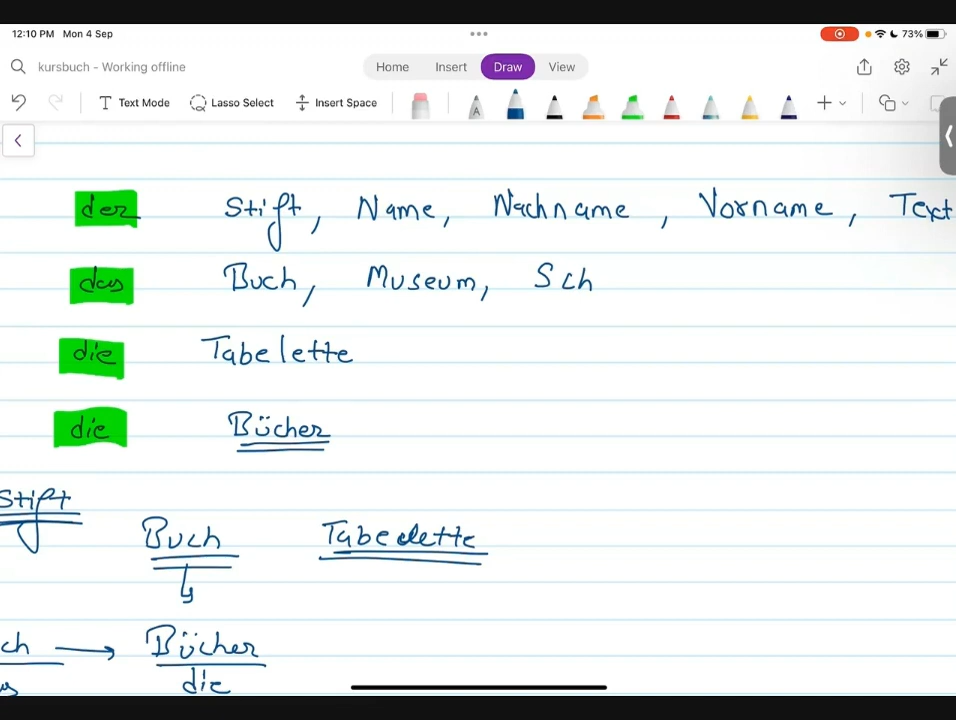 12:10 PM Mon 4 Sep
73%
kursbuch - Working offline
Home Insert Draw View
Text Mode Lasso Select Insert Space
der Stift, Name, Nachname, Vorname, Text
das Buch, Museum, Sch
die Tabelette
die Bücher
Stift
Buch Tabelette
ch → Bücher
die